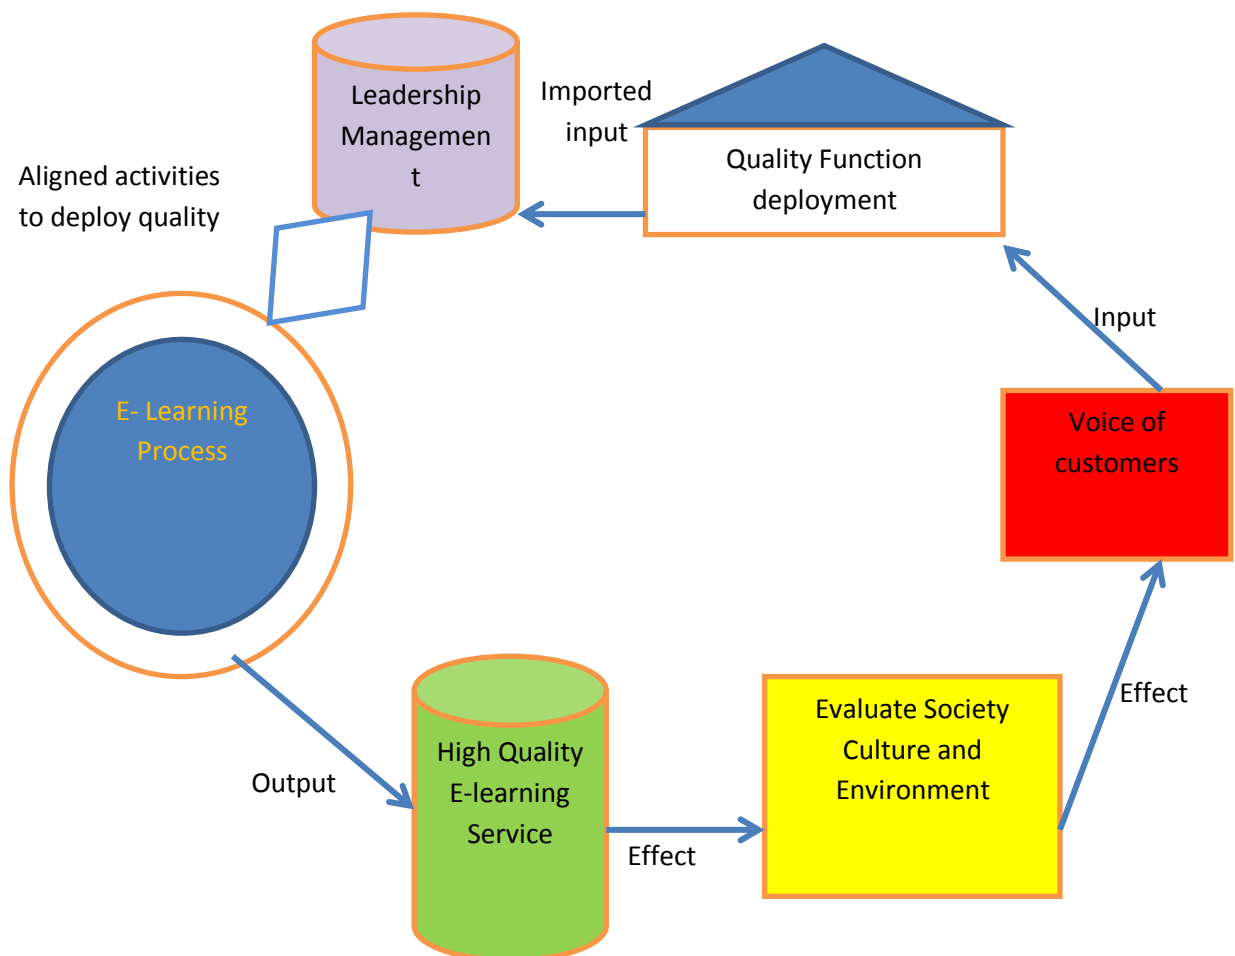 Leadership
Managemen
t
Imported
input
Quality Function
deployment
Aligned activities
to deploy quality
Input
E- Learning
Process
Voice of
customers
Effect
Evaluate Society
Culture and
Environment
High Quality
E-learning
Service
Output
Effect